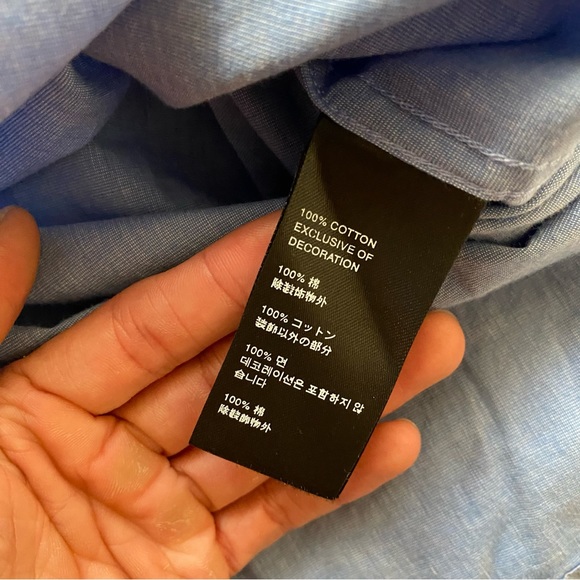 100% COTTON
EXCLUSIVE OF
DECORATION
100% 棉
除裝饰物外
100% コットン
装飾以外の部分
100% 면
데코레이션은 포함하지 않
습니다
100% 棉
除裝飾物外